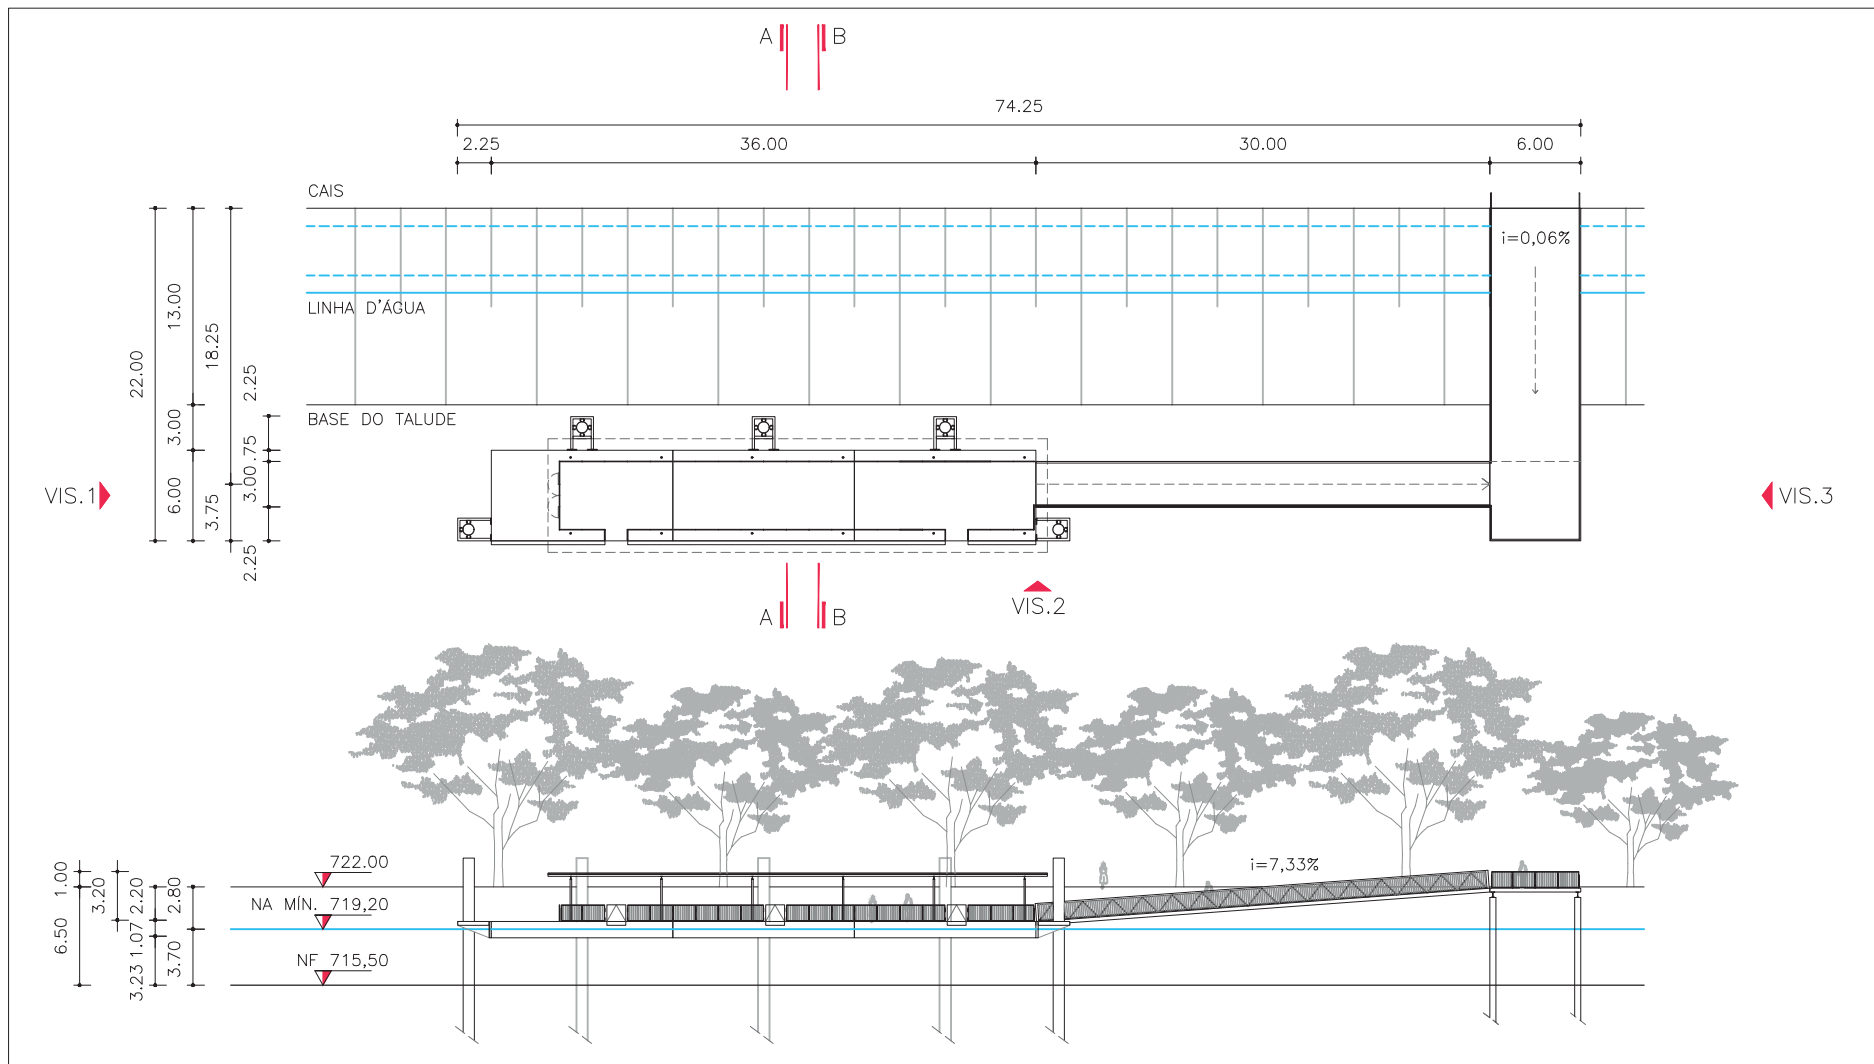 A B
74.25
2.25 36.00 30.00 6.00
CAIS
i=0,06%
LINHA D'ÁGUA
22.00
13.00
18.25
2.25
BASE DO TALUDE
3.00
.75
3.00
6.00
3.75
2.25
VIS.1
VIS.3
VIS.2
A B
722.00
i=7,33%
1.00
3.20
2.20
2.80
NA MÍN. 719,20
6.50
1.07
3.70
3.23
NF 715,50